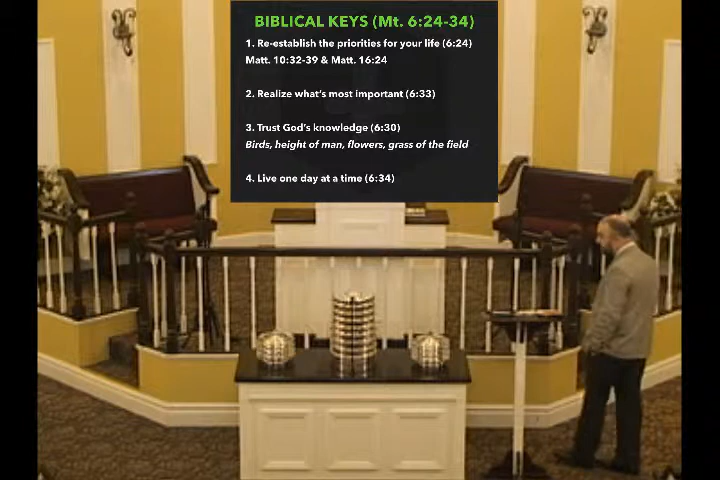 BIBLICAL KEYS (Mt. 6:24-34)
1. Re-establish the priorities for your life (6:24)
Matt. 10:32-39 & Matt. 16:24
2. Realize what's most important (6:33)
3. Trust God's knowledge (6:30)
Birds, height of man, flowers, grass of the field
4. Live one day at a time (6:34)